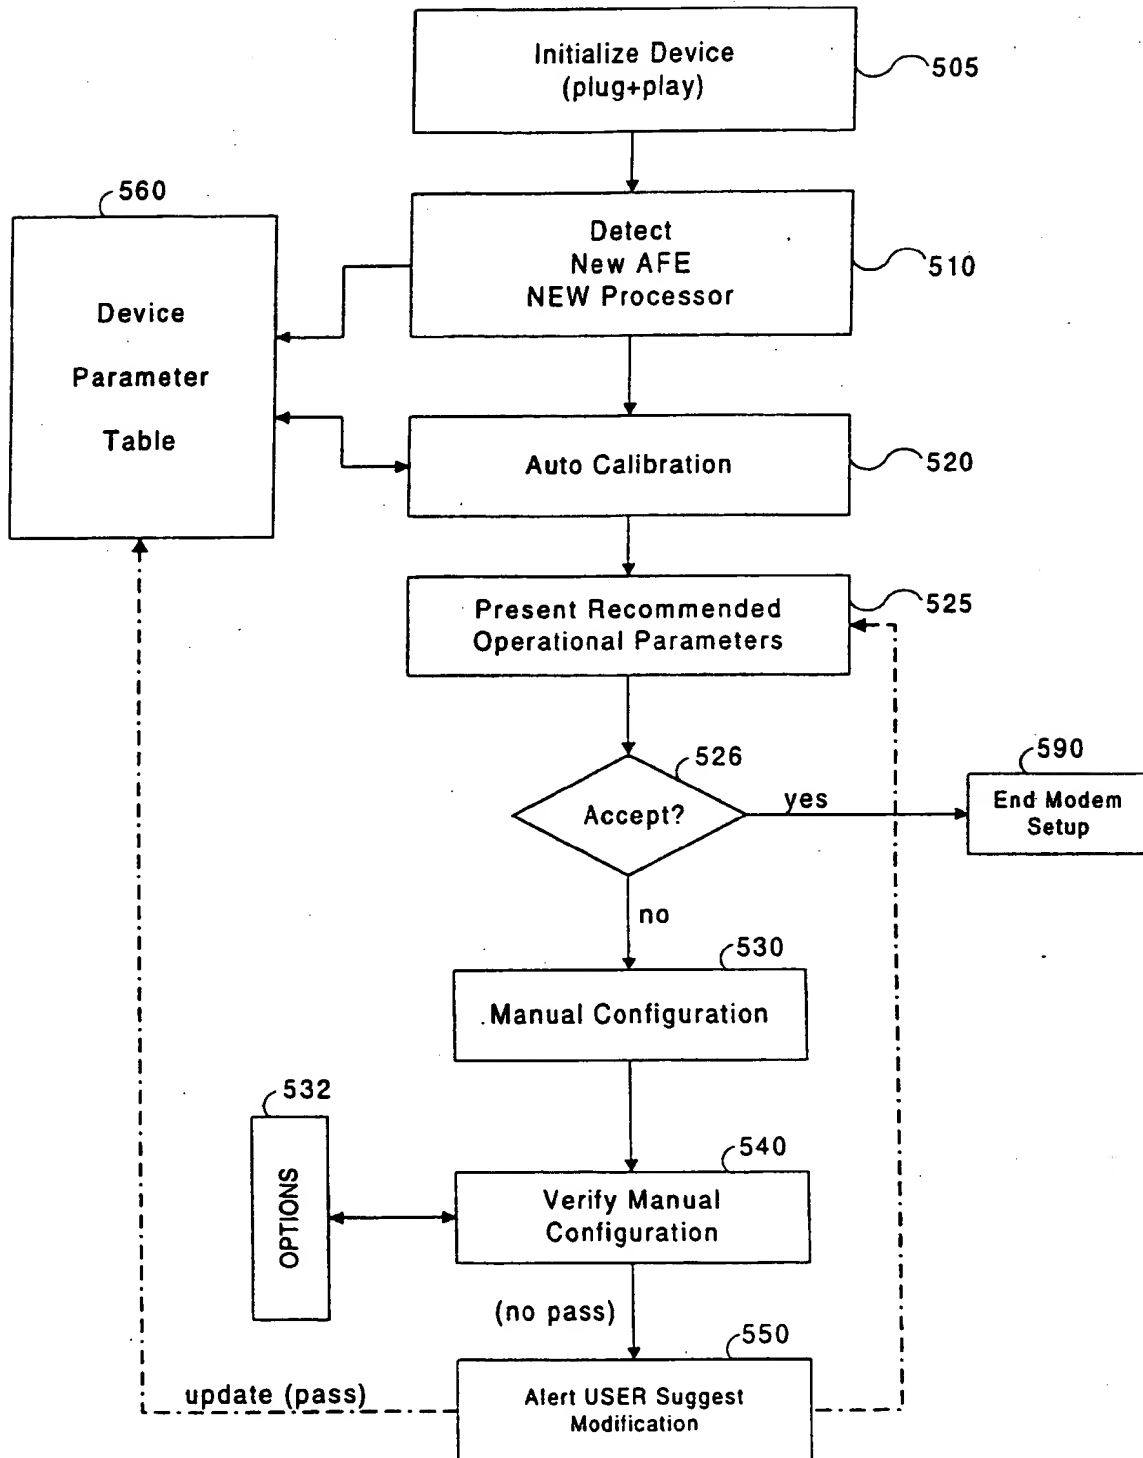 Initialize Device
(plug+play)
505
560
Detect
New AFE
NEW Processor
510
Device
Parameter
Table
Auto Calibration
520
Present Recommended
Operational Parameters
525
526
Accept?
yes
590
End Modem
Setup
no
530
Manual Configuration
532
OPTIONS
540
Verify Manual
Configuration
(no pass)
550
update (pass)
Alert USER Suggest
Modification